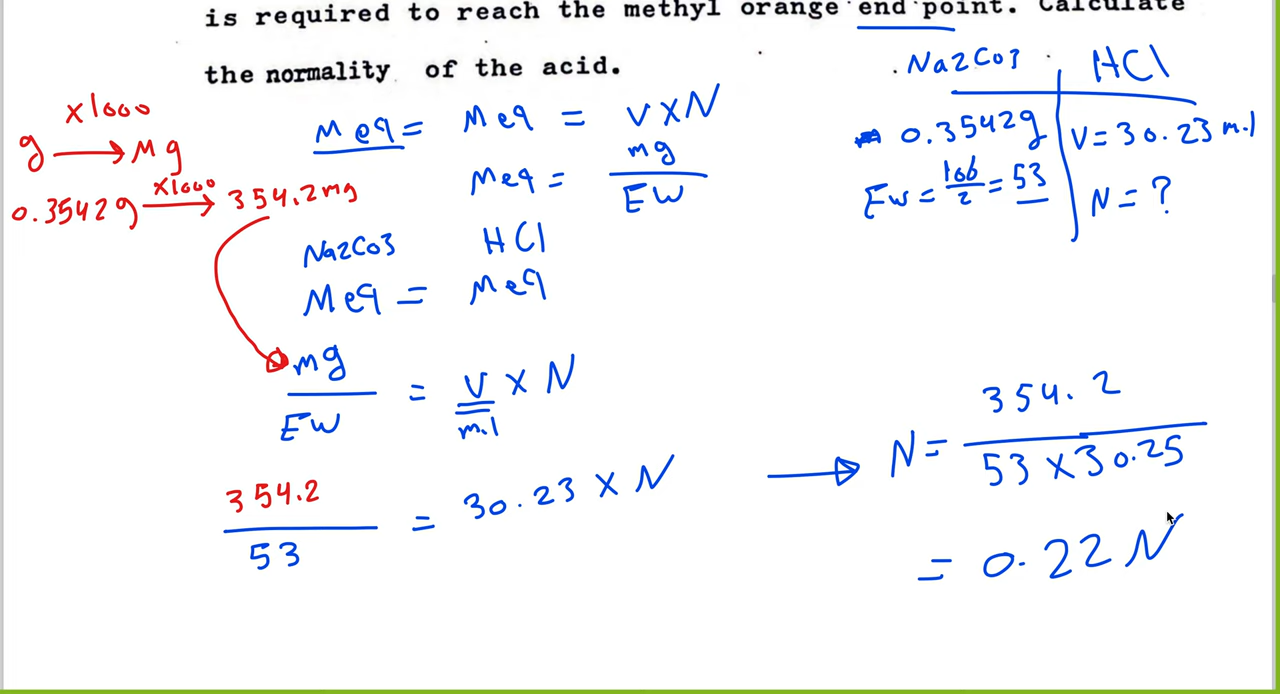 is required to reach the methyl orange end point. Calculate
the normality of the acid.
Na2Co3 HCl
0.3542g V = 30.23 m.l
Ew = 106/2 = 53 N = ?
x1000
g → Mg
0.3542g x1000 → 354.2mg
Meq = Meq = V x N
Meq = mg / EW
Na2Co3 HCl
Meq = Meq
mg / EW = V x N
m.l
354.2 / 53 = 30.23 x N
→ N = 354.2 / 53 x 30.25
= 0.22 N